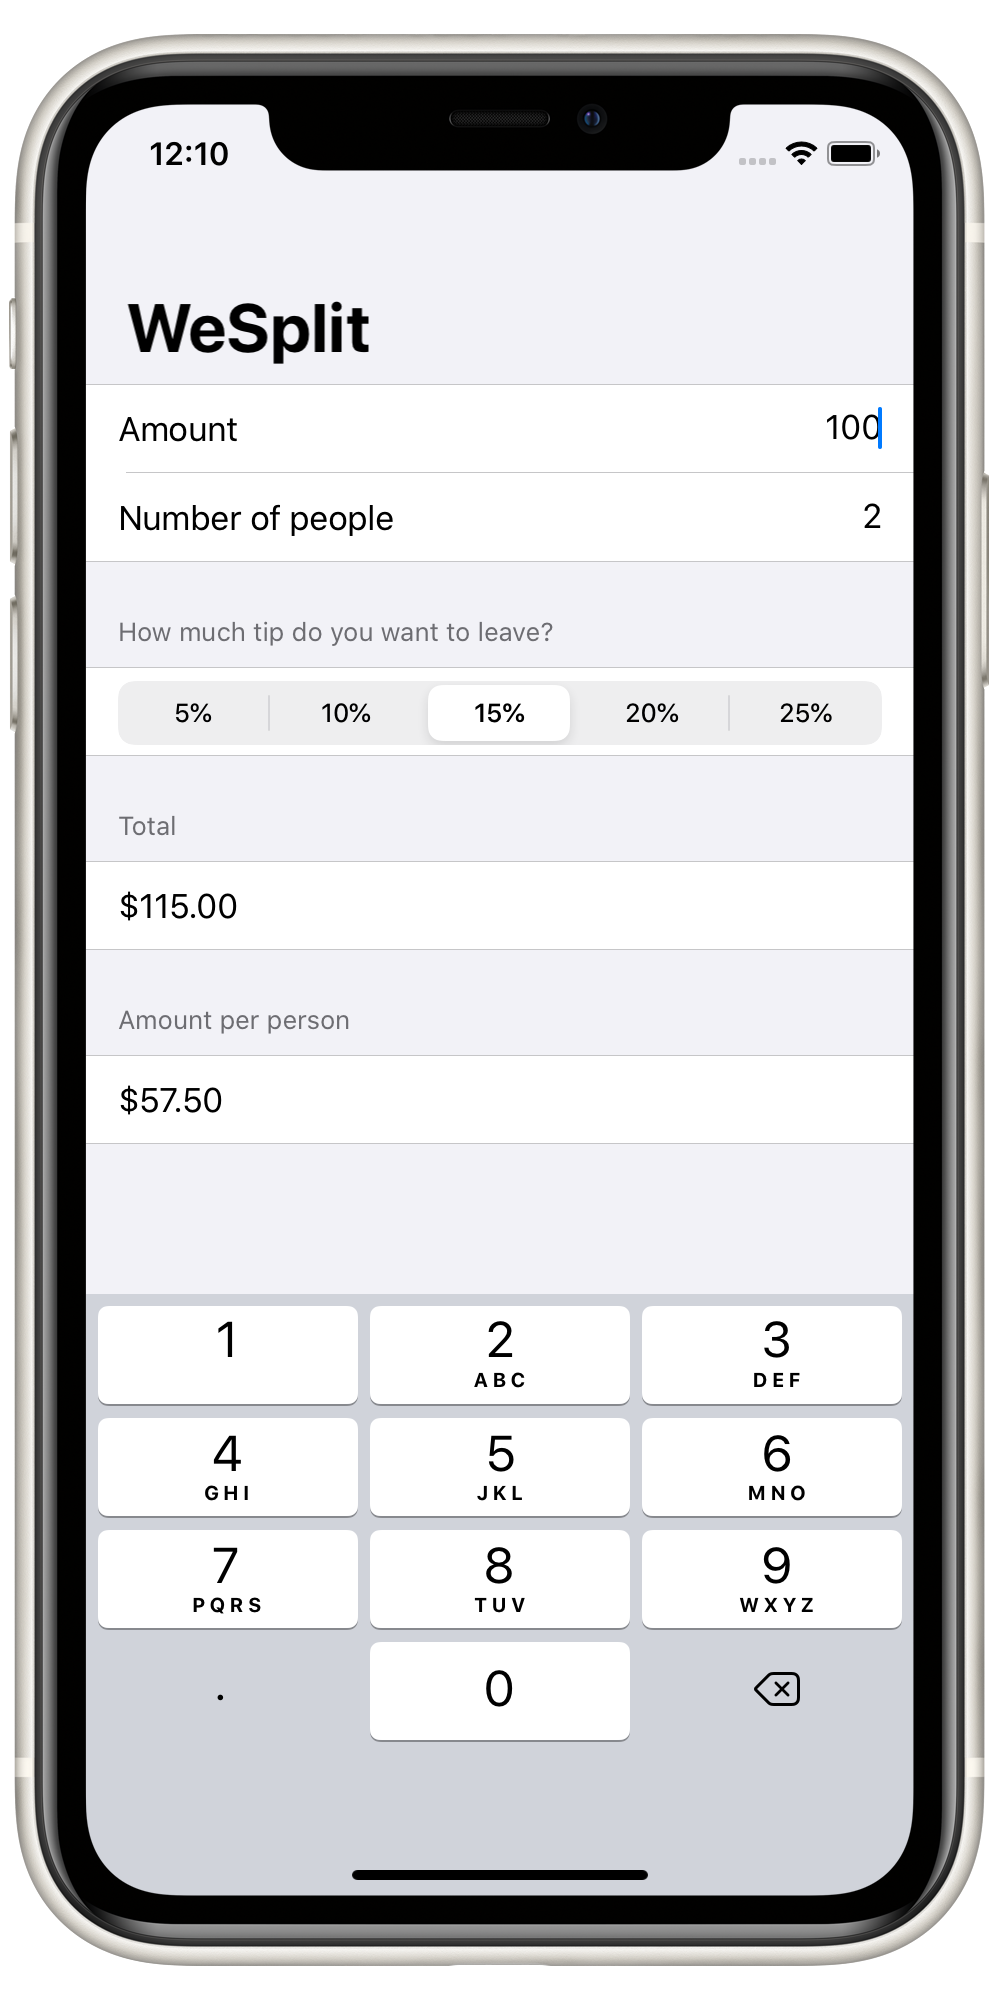 12:10
WeSplit
Amount 100
Number of people 2
How much tip do you want to leave?
5% 10% 15% 20% 25%
Total
$115.00
Amount per person
$57.50
1 2 3
ABC DEF
4 5 6
GHI JKL MNO
7 8 9
PQRS TUV WXYZ
. 0